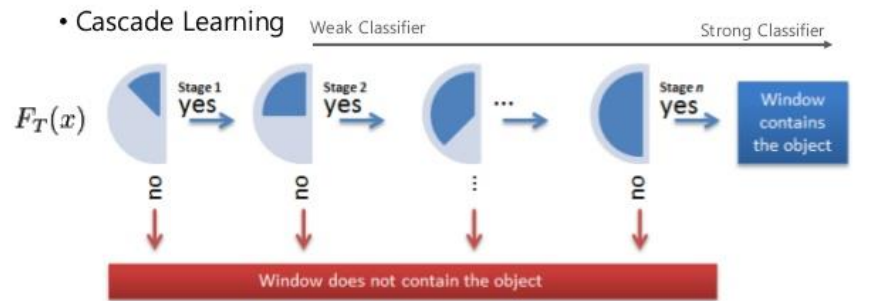 • Cascade Learning
Weak Classifier
Strong Classifier
F_T(x)
Stage 1
yes
Stage 2
yes
...
Stage n
yes
Window
contains
the object
no
no
...
no
Window does not contain the object